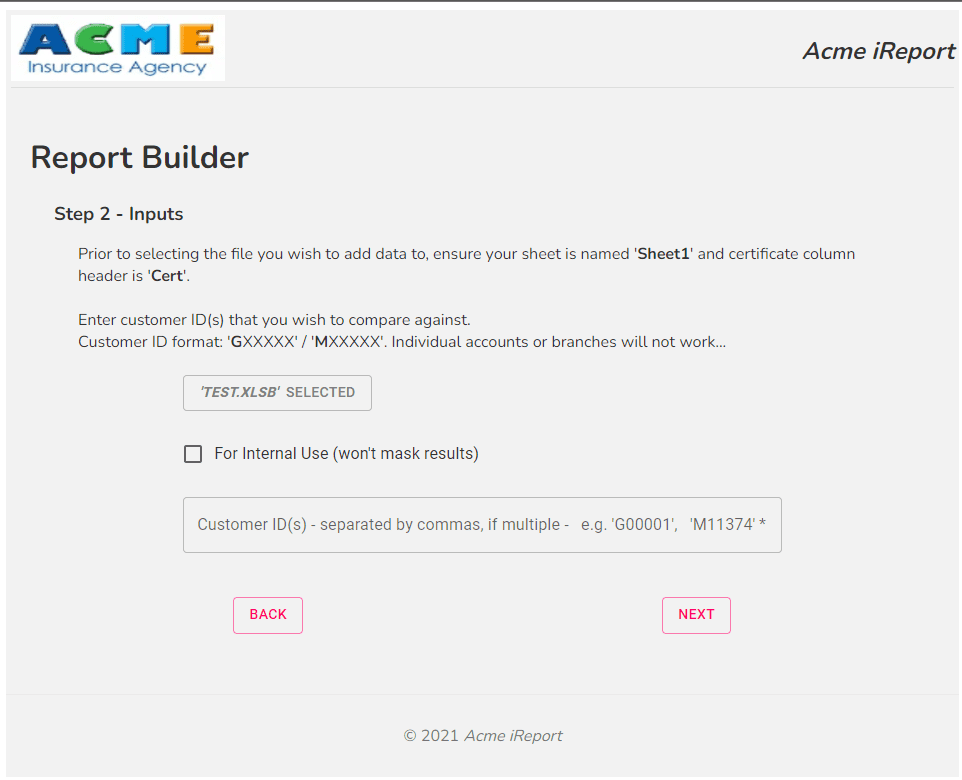 ACME
Insurance Agency
Acme iReport
Report Builder
Step 2 - Inputs
Prior to selecting the file you wish to add data to, ensure your sheet is named 'Sheet1' and certificate column
header is 'Cert'.
Enter customer ID(s) that you wish to compare against.
Customer ID format: 'GXXXXX' / 'MXXXXX'. Individual accounts or branches will not work...
'TEST.XLSB' SELECTED
For Internal Use (won't mask results)
Customer ID(s) - separated by commas, if multiple - e.g. 'G00001', 'M11374' *
BACK
NEXT
© 2021 Acme iReport